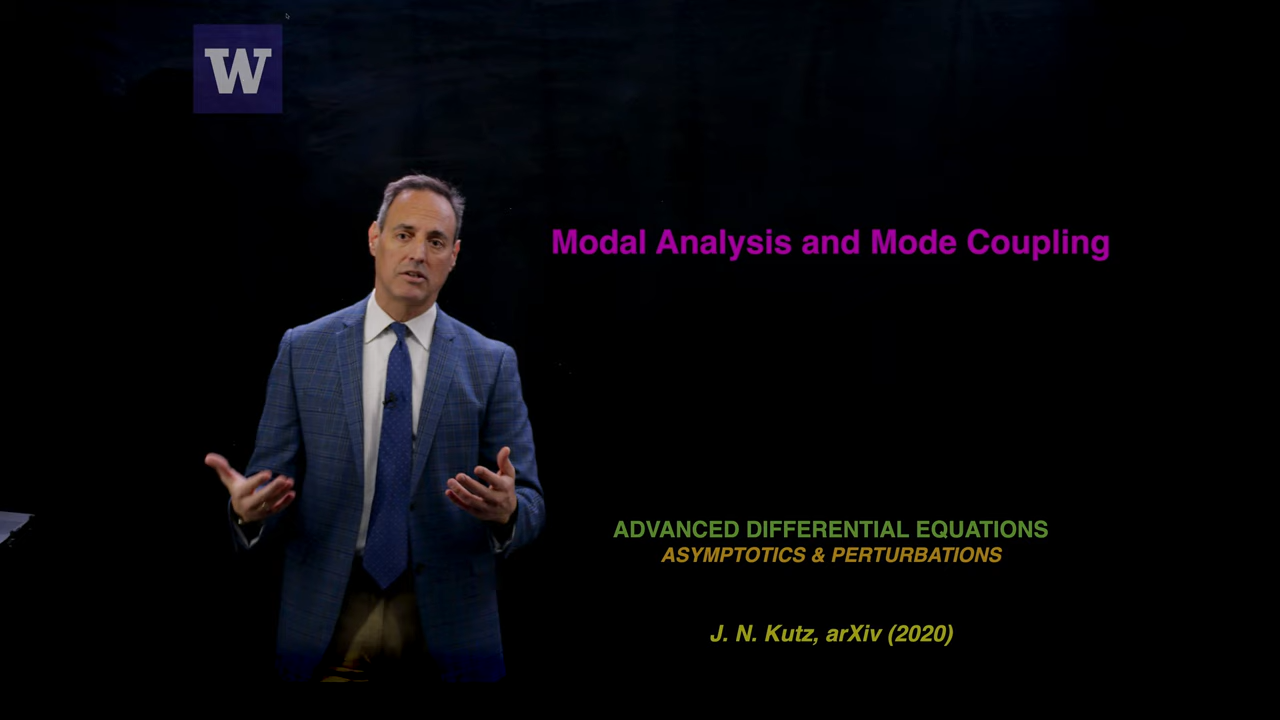 W
Modal Analysis and Mode Coupling
ADVANCED DIFFERENTIAL EQUATIONS
ASYMPTOTICS & PERTURBATIONS
J. N. Kutz, arXiv (2020)